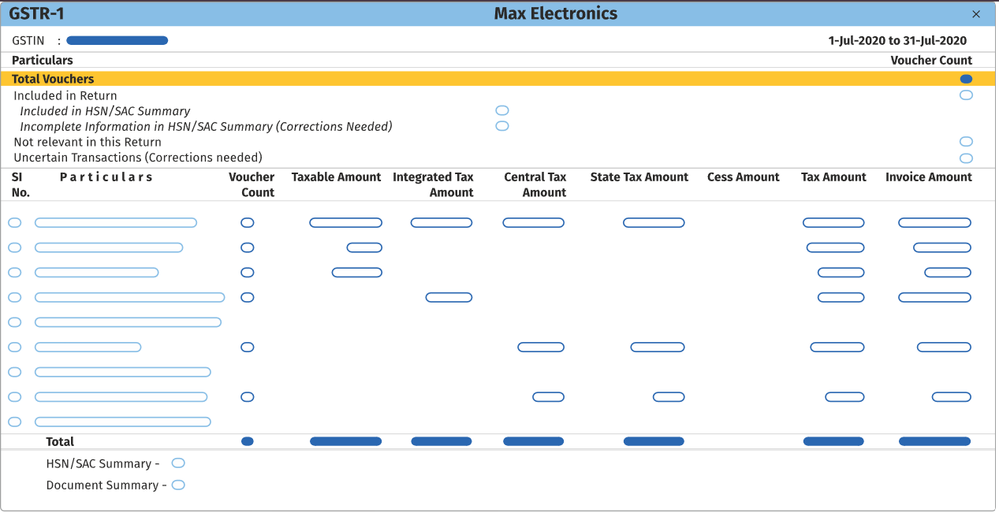 GSTR-1 Max Electronics ×
GSTIN : 1-Jul-2020 to 31-Jul-2020
Particulars Voucher Count
Total Vouchers
Included in Return
Included in HSN/SAC Summary
Incomplete Information in HSN/SAC Summary (Corrections Needed)
Not relevant in this Return
Uncertain Transactions (Corrections needed)
SI Particulars Voucher Taxable Amount Integrated Tax Central Tax State Tax Amount Cess Amount Tax Amount Invoice Amount
No. Count Amount Amount
Total
HSN/SAC Summary -
Document Summary -